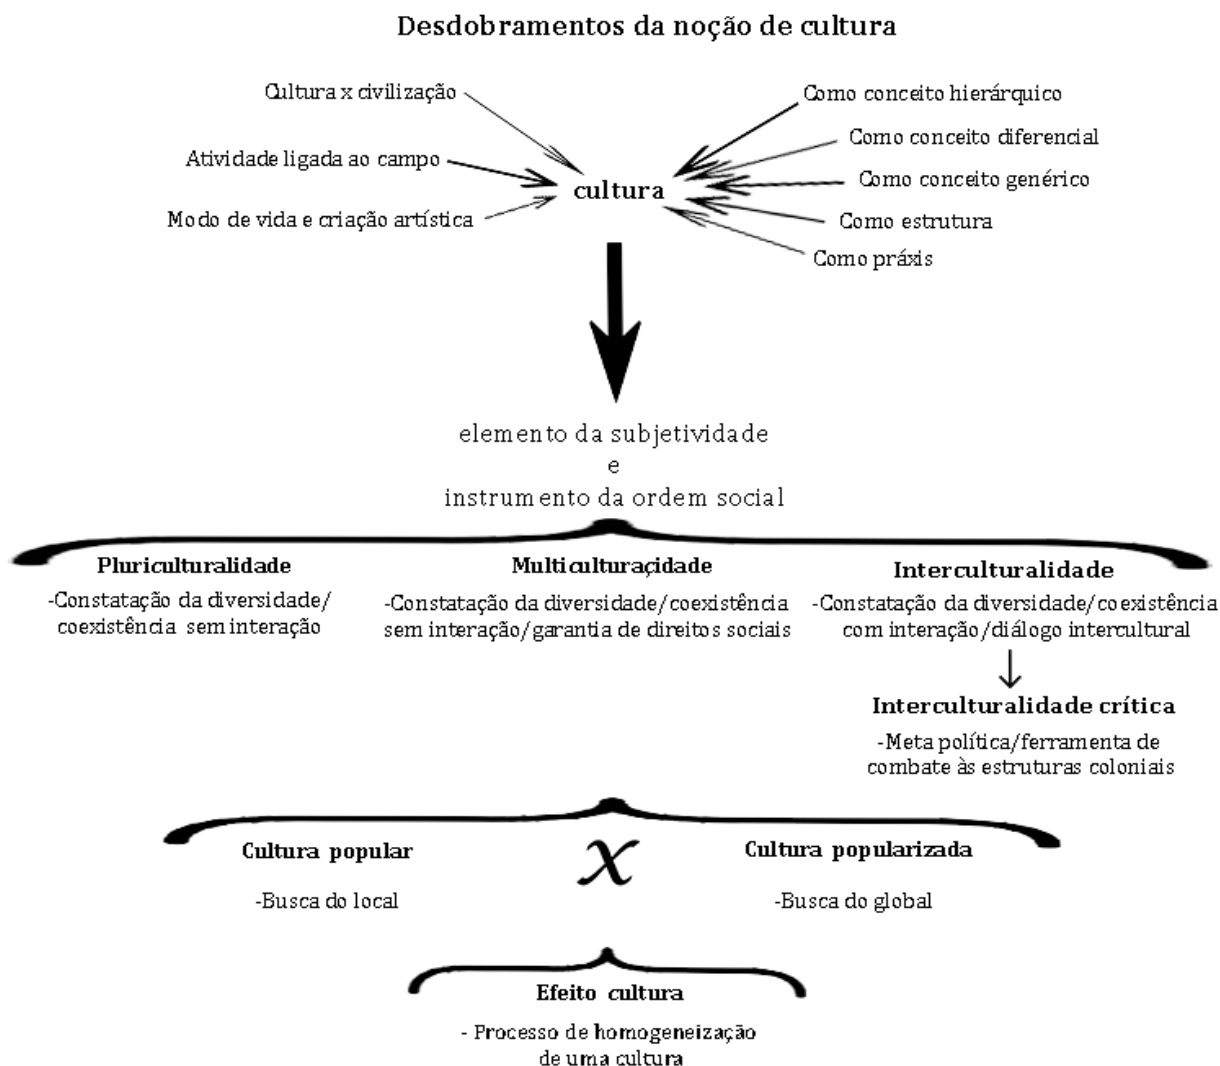 Desdobramentos da noção de cultura
Cultura x civilização
Atividade ligada ao campo
Modo de vida e criação artística
cultura
Como conceito hierárquico
Como conceito diferencial
Como conceito genérico
Como estrutura
Como práxis
elemento da subjetividade
e
instrumento da ordem social
Pluriculturalidade
-Constatação da diversidade/
coexistência sem interação
Multiculturaçidade
-Constatação da diversidade/coexistência
sem interação/garantia de direitos sociais
Interculturalidade
-Constatação da diversidade/coexistência
com interação/diálogo intercultural
Interculturalidade crítica
-Meta política/ferramenta de
combate às estruturas coloniais
Cultura popular
-Busca do local
x
Cultura popularizada
-Busca do global
Efeito cultura
- Processo de homogeneização
de uma cultura